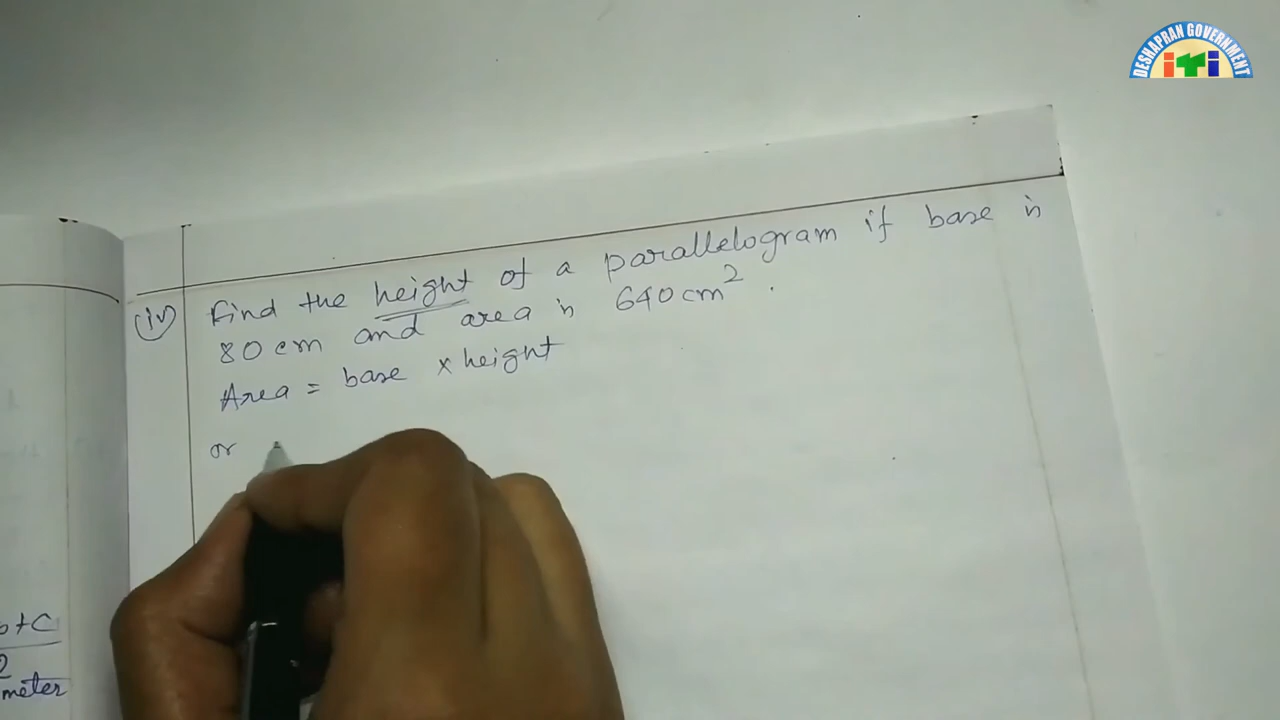 DESHAPRAN GOVERNMENT
iTi
(iv) Find the height of a parallelogram if base is
80 cm and area is 640 cm².
Area = base × height
or
b+C
2
meter